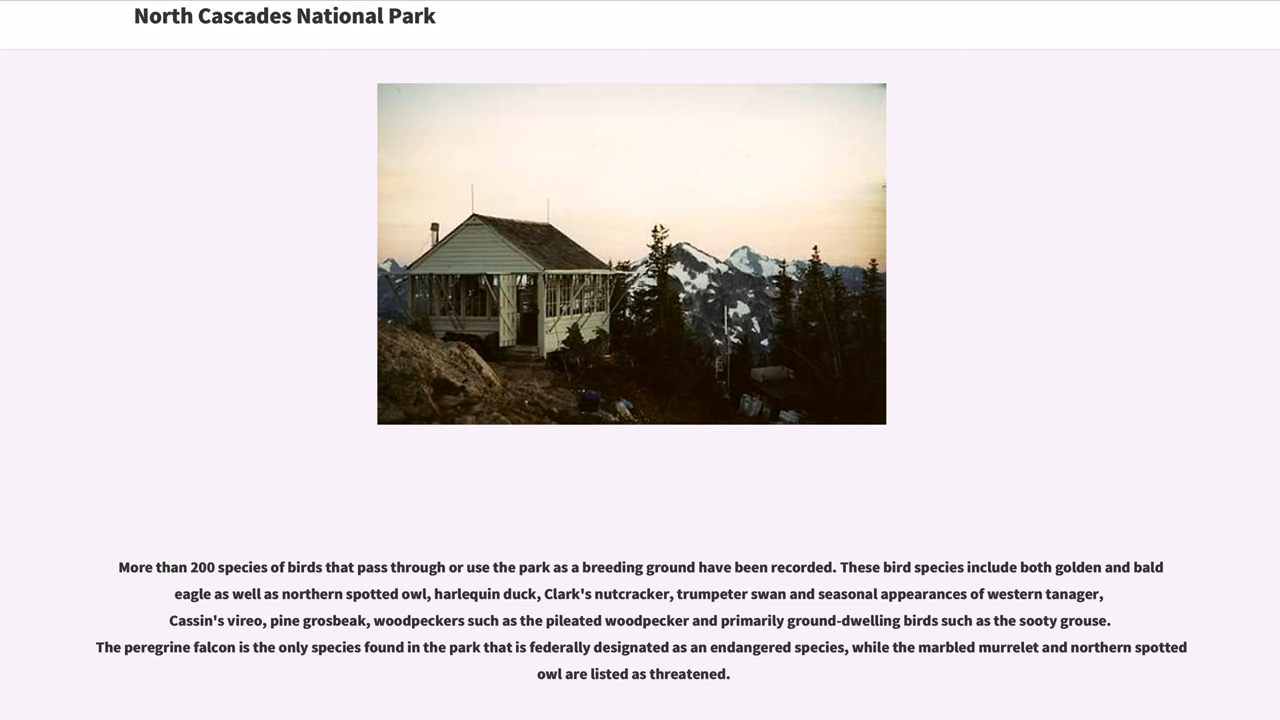 North Cascades National Park
More than 200 species of birds that pass through or use the park as a breeding ground have been recorded. These bird species include both golden and bald
eagle as well as northern spotted owl, harlequin duck, Clark's nutcracker, trumpeter swan and seasonal appearances of western tanager,
Cassin's vireo, pine grosbeak, woodpeckers such as the pileated woodpecker and primarily ground-dwelling birds such as the sooty grouse.
The peregrine falcon is the only species found in the park that is federally designated as an endangered species, while the marbled murrelet and northern spotted
owl are listed as threatened.